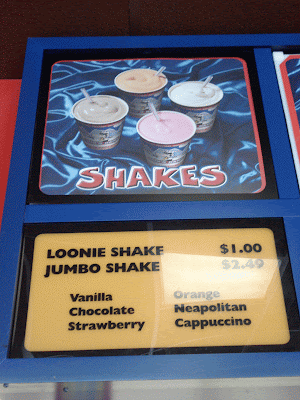 SHAKES
LOONIE SHAKE $1.00
JUMBO SHAKE $2.49
Vanilla Orange
Chocolate Neapolitan
Strawberry Cappuccino